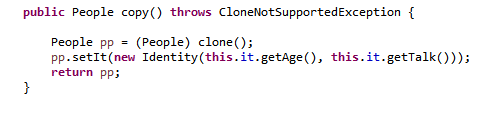 public People copy() throws CloneNotSupportedException {
People pp = (People) clone();
pp.setIt(new Identity(this.it.getAge(), this.it.getTalk()));
return pp;
}